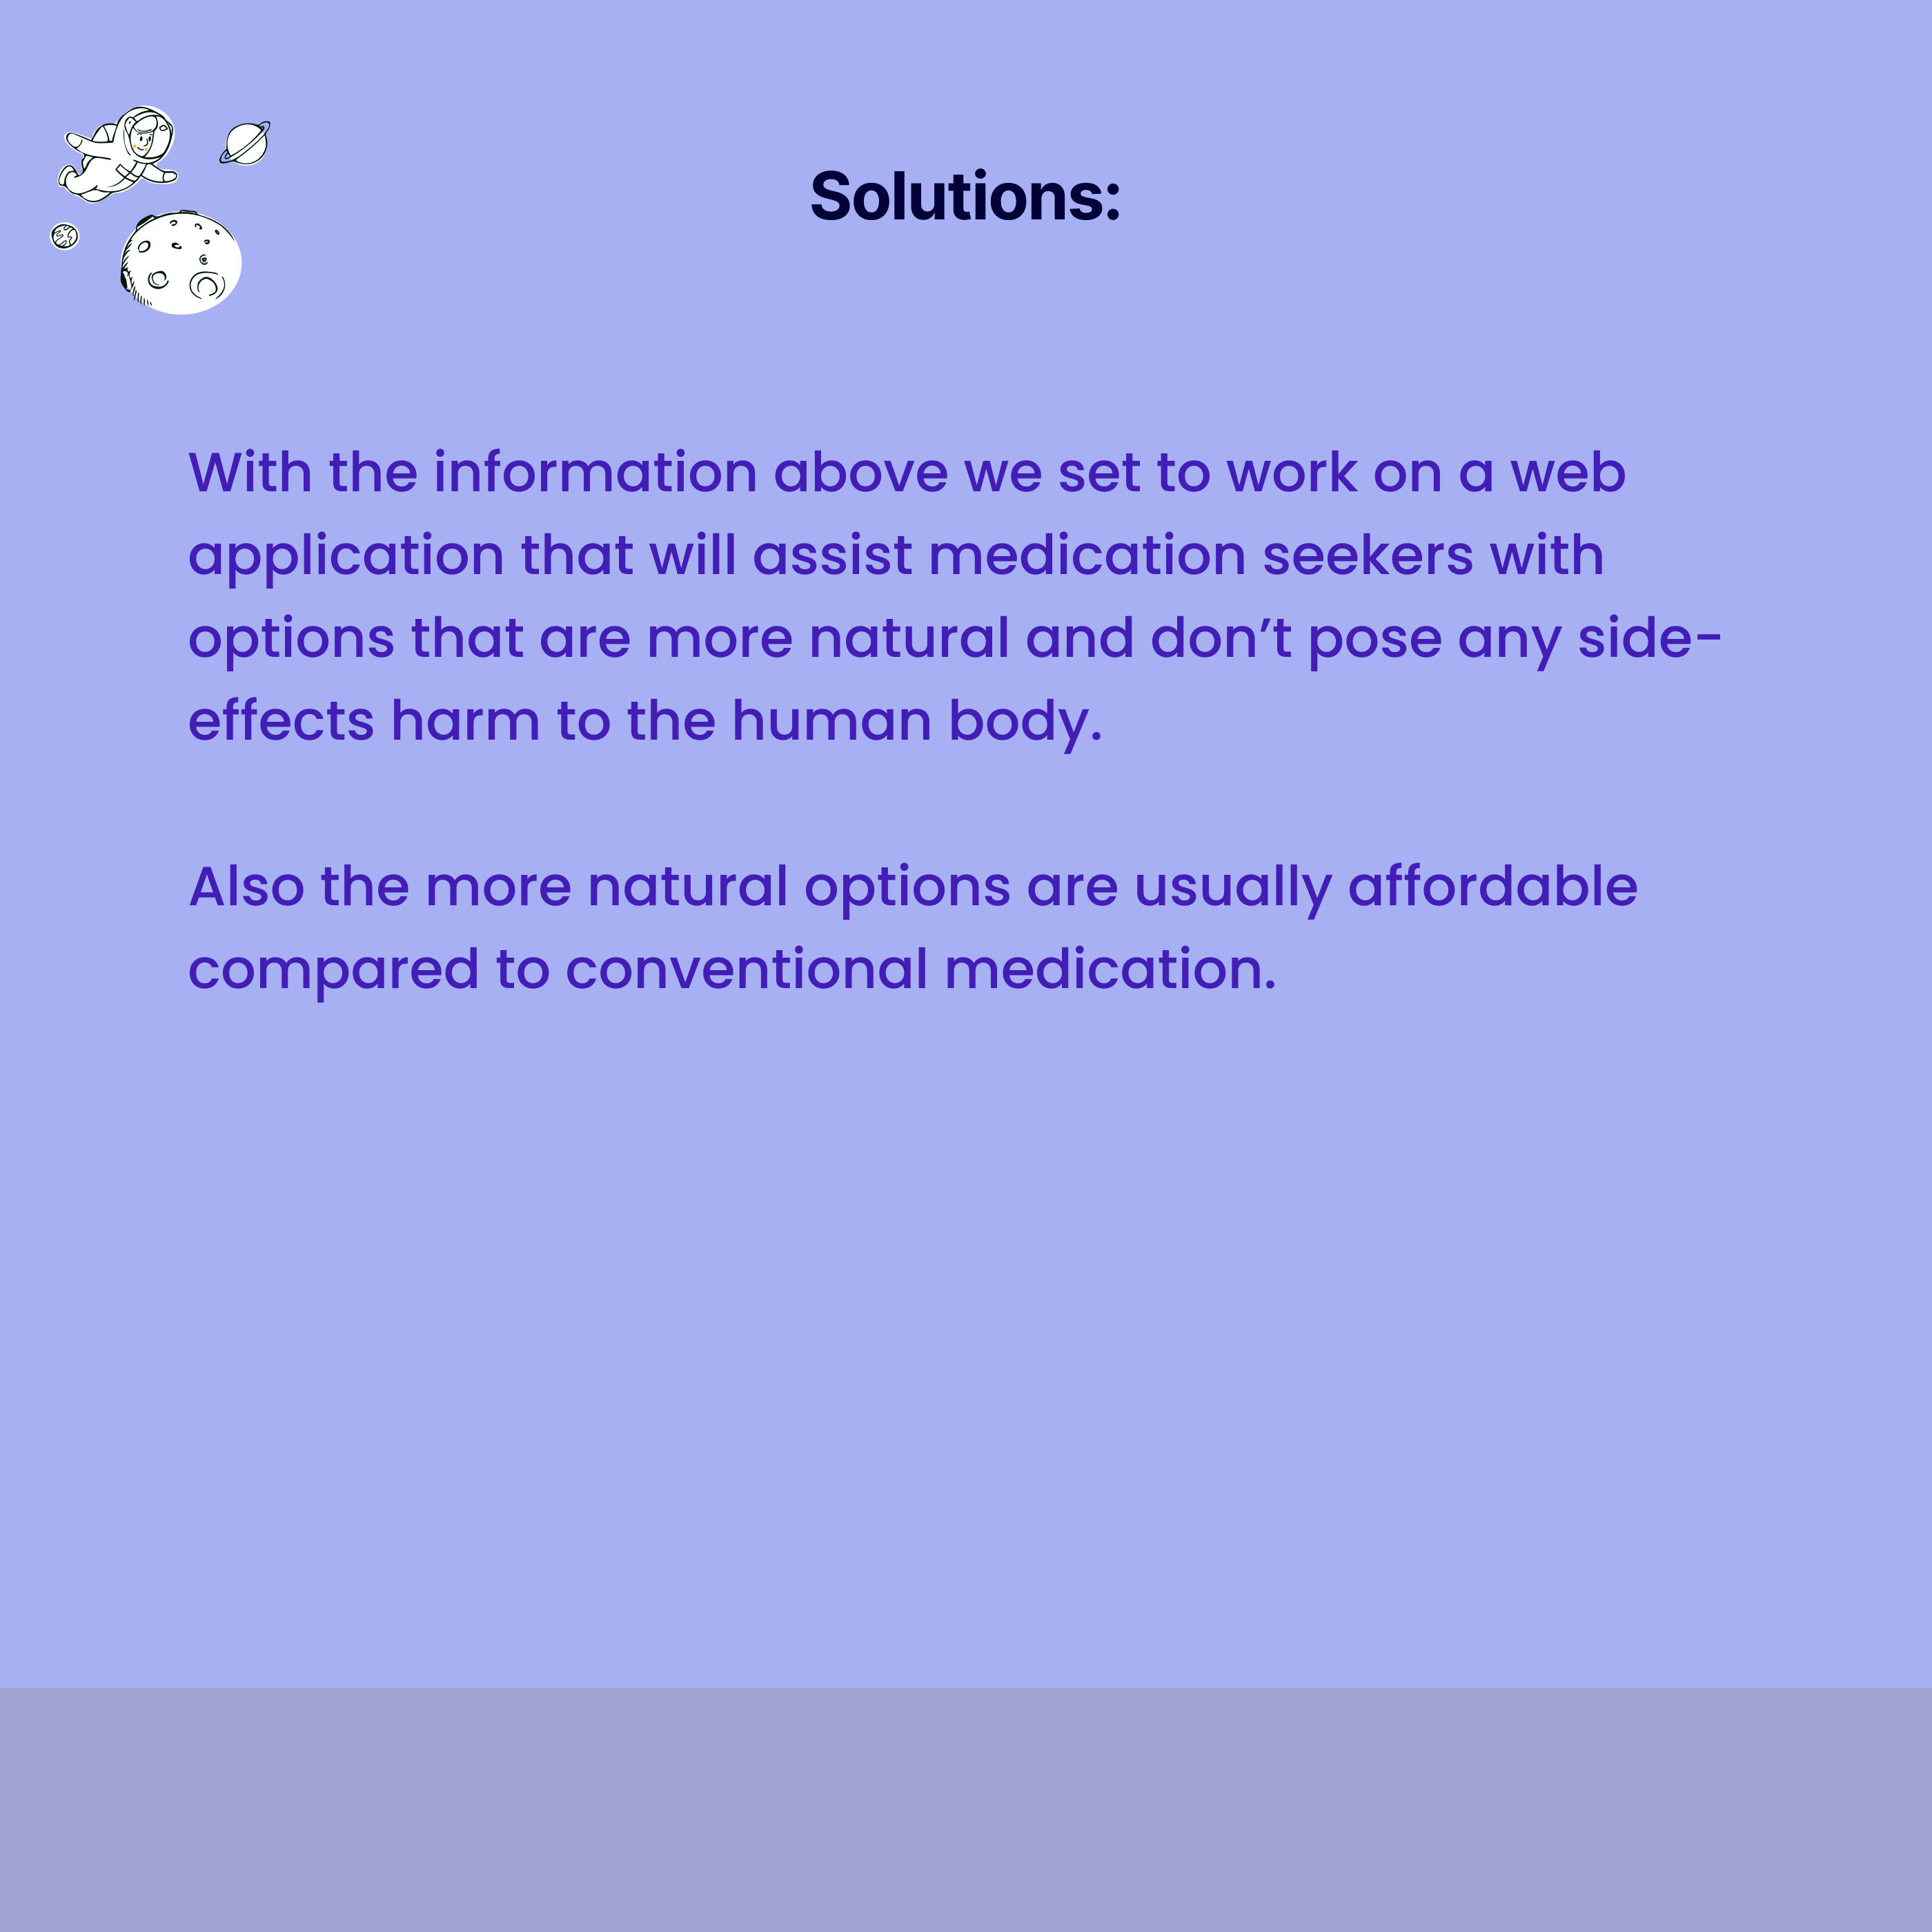 Solutions:
With the information above we set to work on a web
application that will assist medication seekers with
options that are more natural and don’t pose any side-
effects harm to the human body.
Also the more natural options are usually affordable
compared to conventional medication.